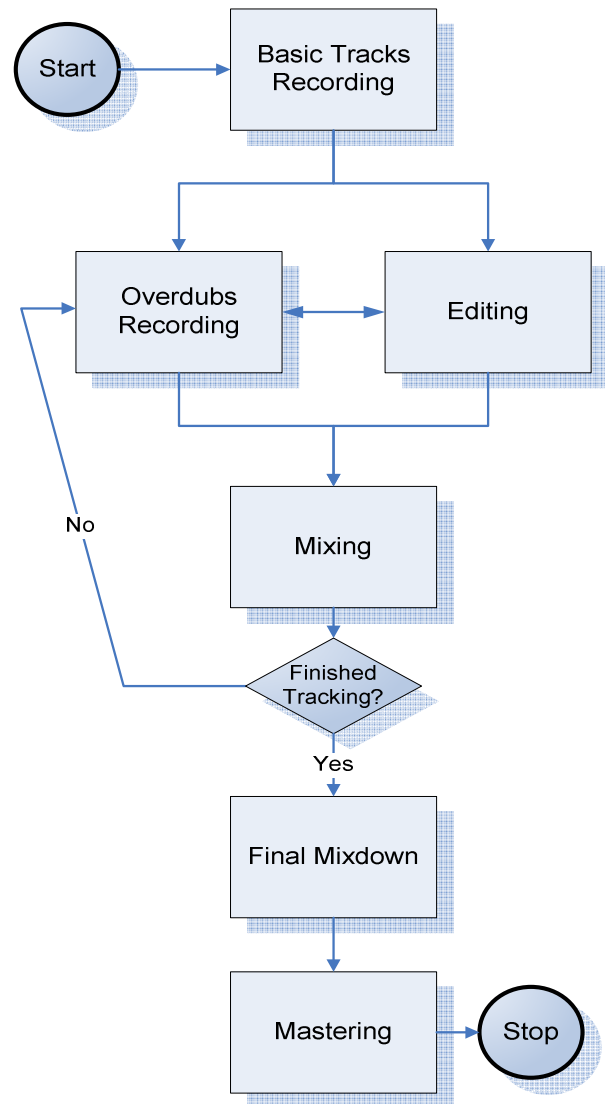 Start
Basic Tracks
Recording
Overdubs
Recording
Editing
No
Mixing
Finished
Tracking?
Yes
Final Mixdown
Mastering
Stop